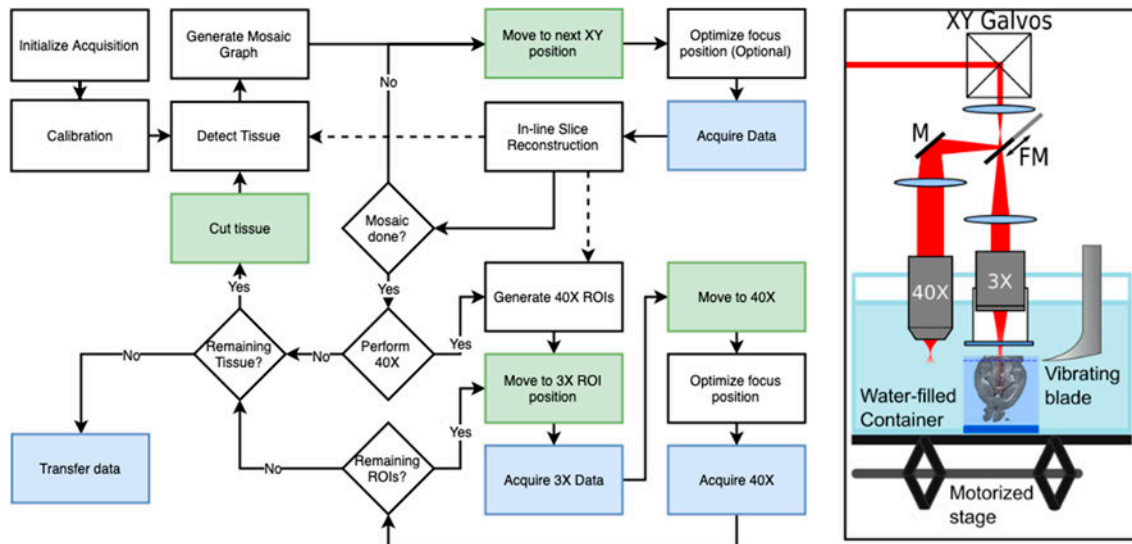 Initialize Acquisition
Calibration
Generate Mosaic
Graph
Detect Tissue
Cut tissue
Move to next XY
position
Optimize focus
position (Optional)
Acquire Data
In-line Slice
Reconstruction
No
Mosaic
done?
Yes
Perform
40X
No
Yes
Remaining
Tissue?
Yes
No
Transfer data
Generate 40X ROIs
Move to 3X ROI
position
Acquire 3X Data
Move to 40X
Optimize focus
position
Acquire 40X
Remaining
ROIs?
Yes
No
XY Galvos
M
FM
40X
3X
Water-filled
Container
Vibrating
blade
Motorized
stage